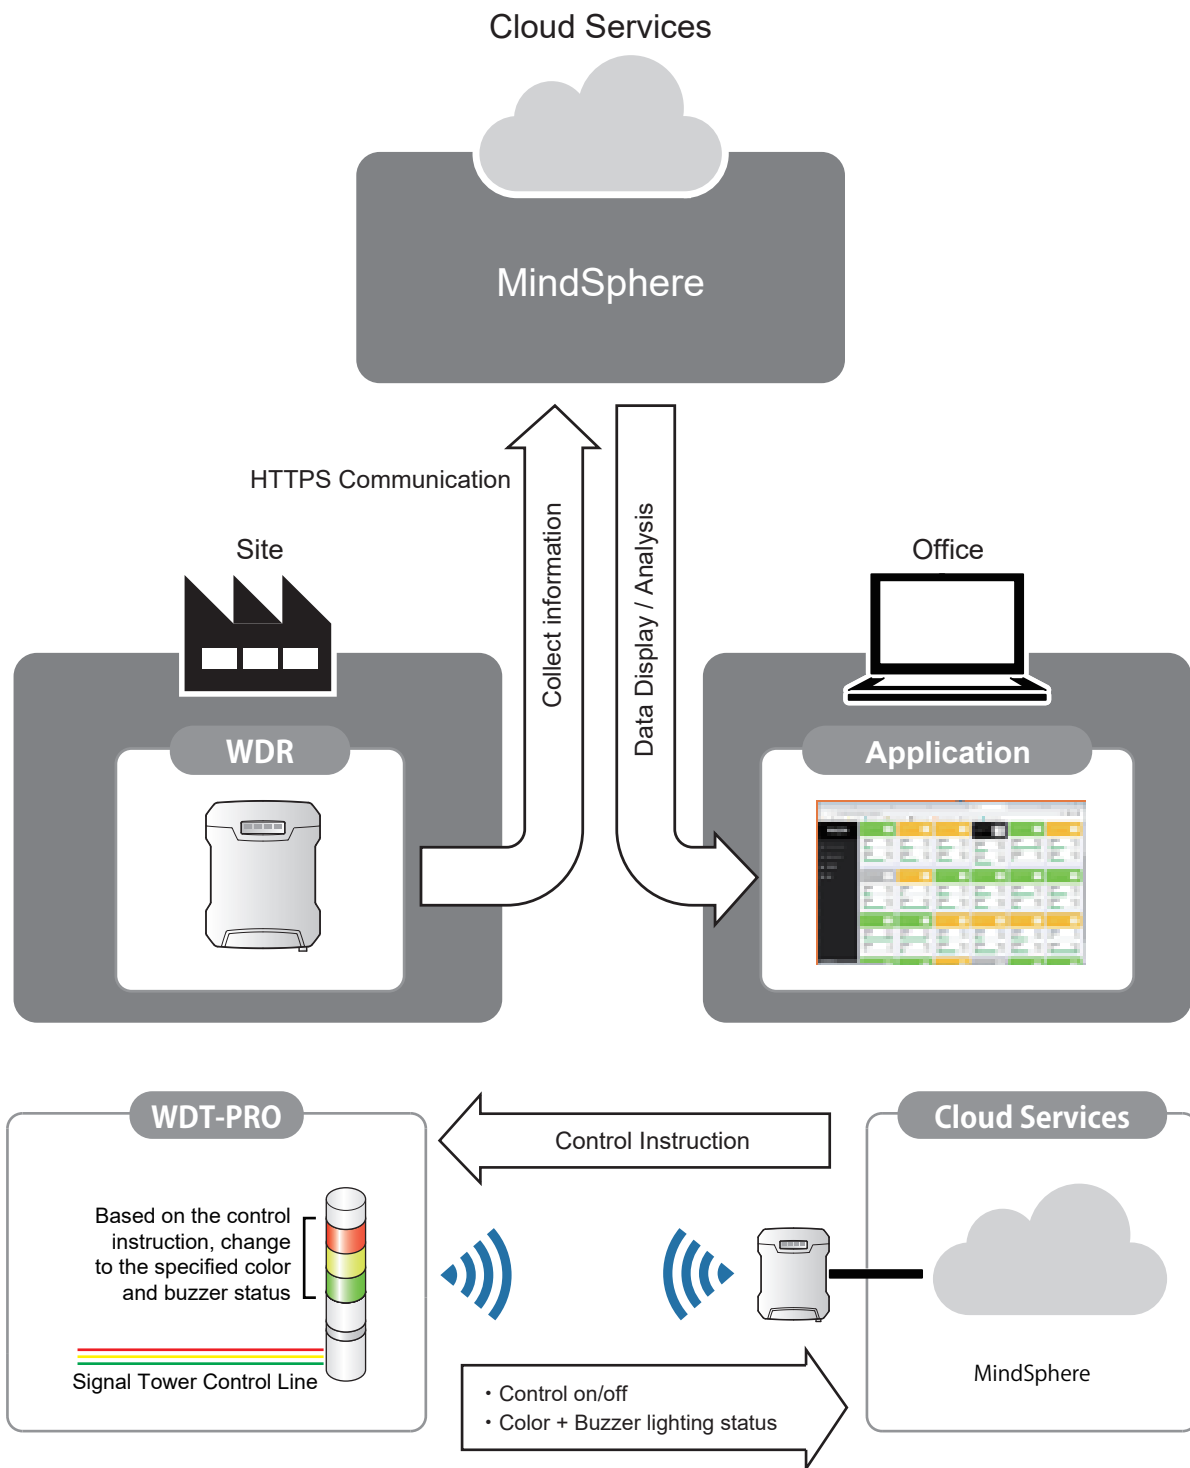 Cloud Services
MindSphere
HTTPS Communication
Collect information
Data Display / Analysis
Site
Office
WDR
Application
WDT-PRO
Control Instruction
Cloud Services
Based on the control
instruction, change
to the specified color
and buzzer status
Signal Tower Control Line
・Control on/off
・Color + Buzzer lighting status
MindSphere